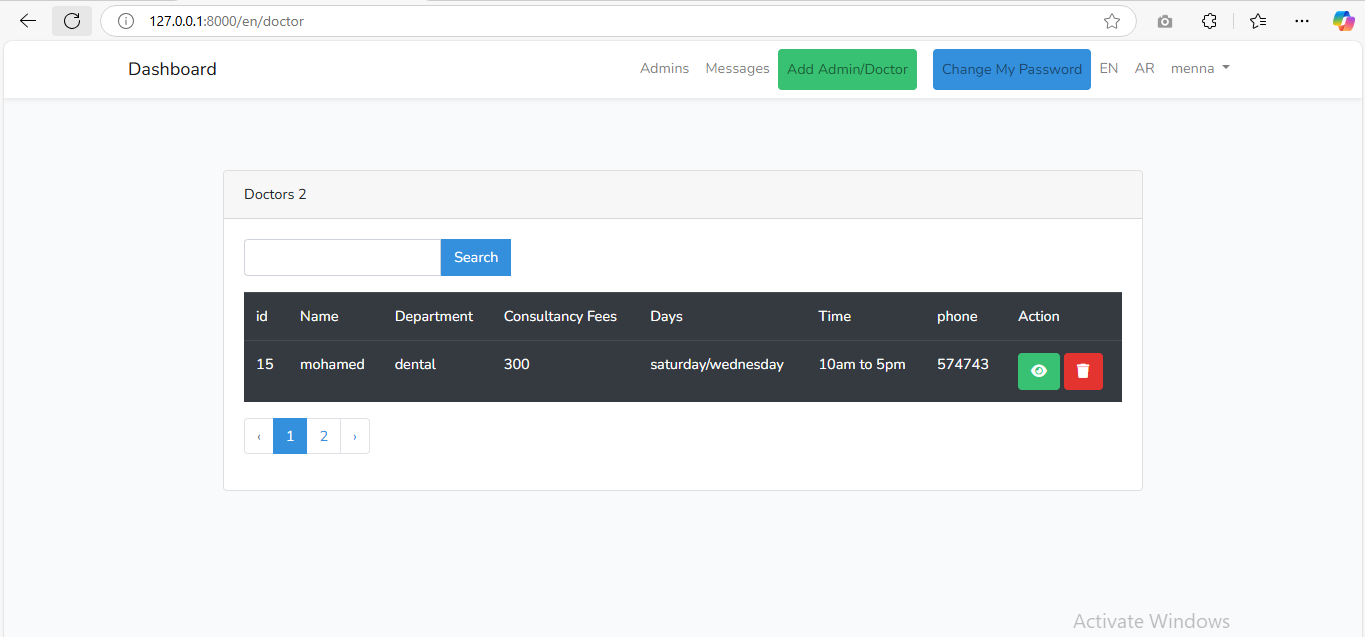 127.0.0.1:8000/en/doctor
Dashboard Admins Messages Add Admin/Doctor Change My Password EN AR menna
Doctors 2
Search
id Name Department Consultancy Fees Days Time phone Action
15 mohamed dental 300 saturday/wednesday 10am to 5pm 574743
‹ 1 2 ›
Activate Windows